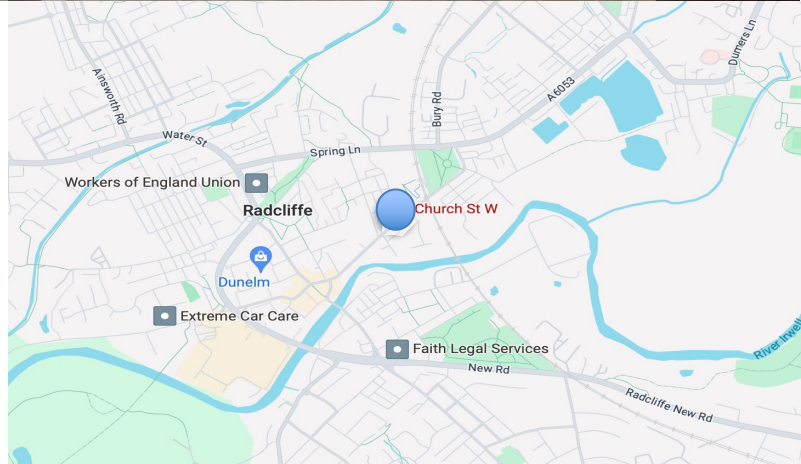 Dumers Ln
Ainsworth Rd
Bury Rd
A6053
Water St
Spring Ln
Workers of England Union
Radcliffe
Church St W
Dunelm
Extreme Car Care
Faith Legal Services
New Rd
River Irwell
Radcliffe New Rd